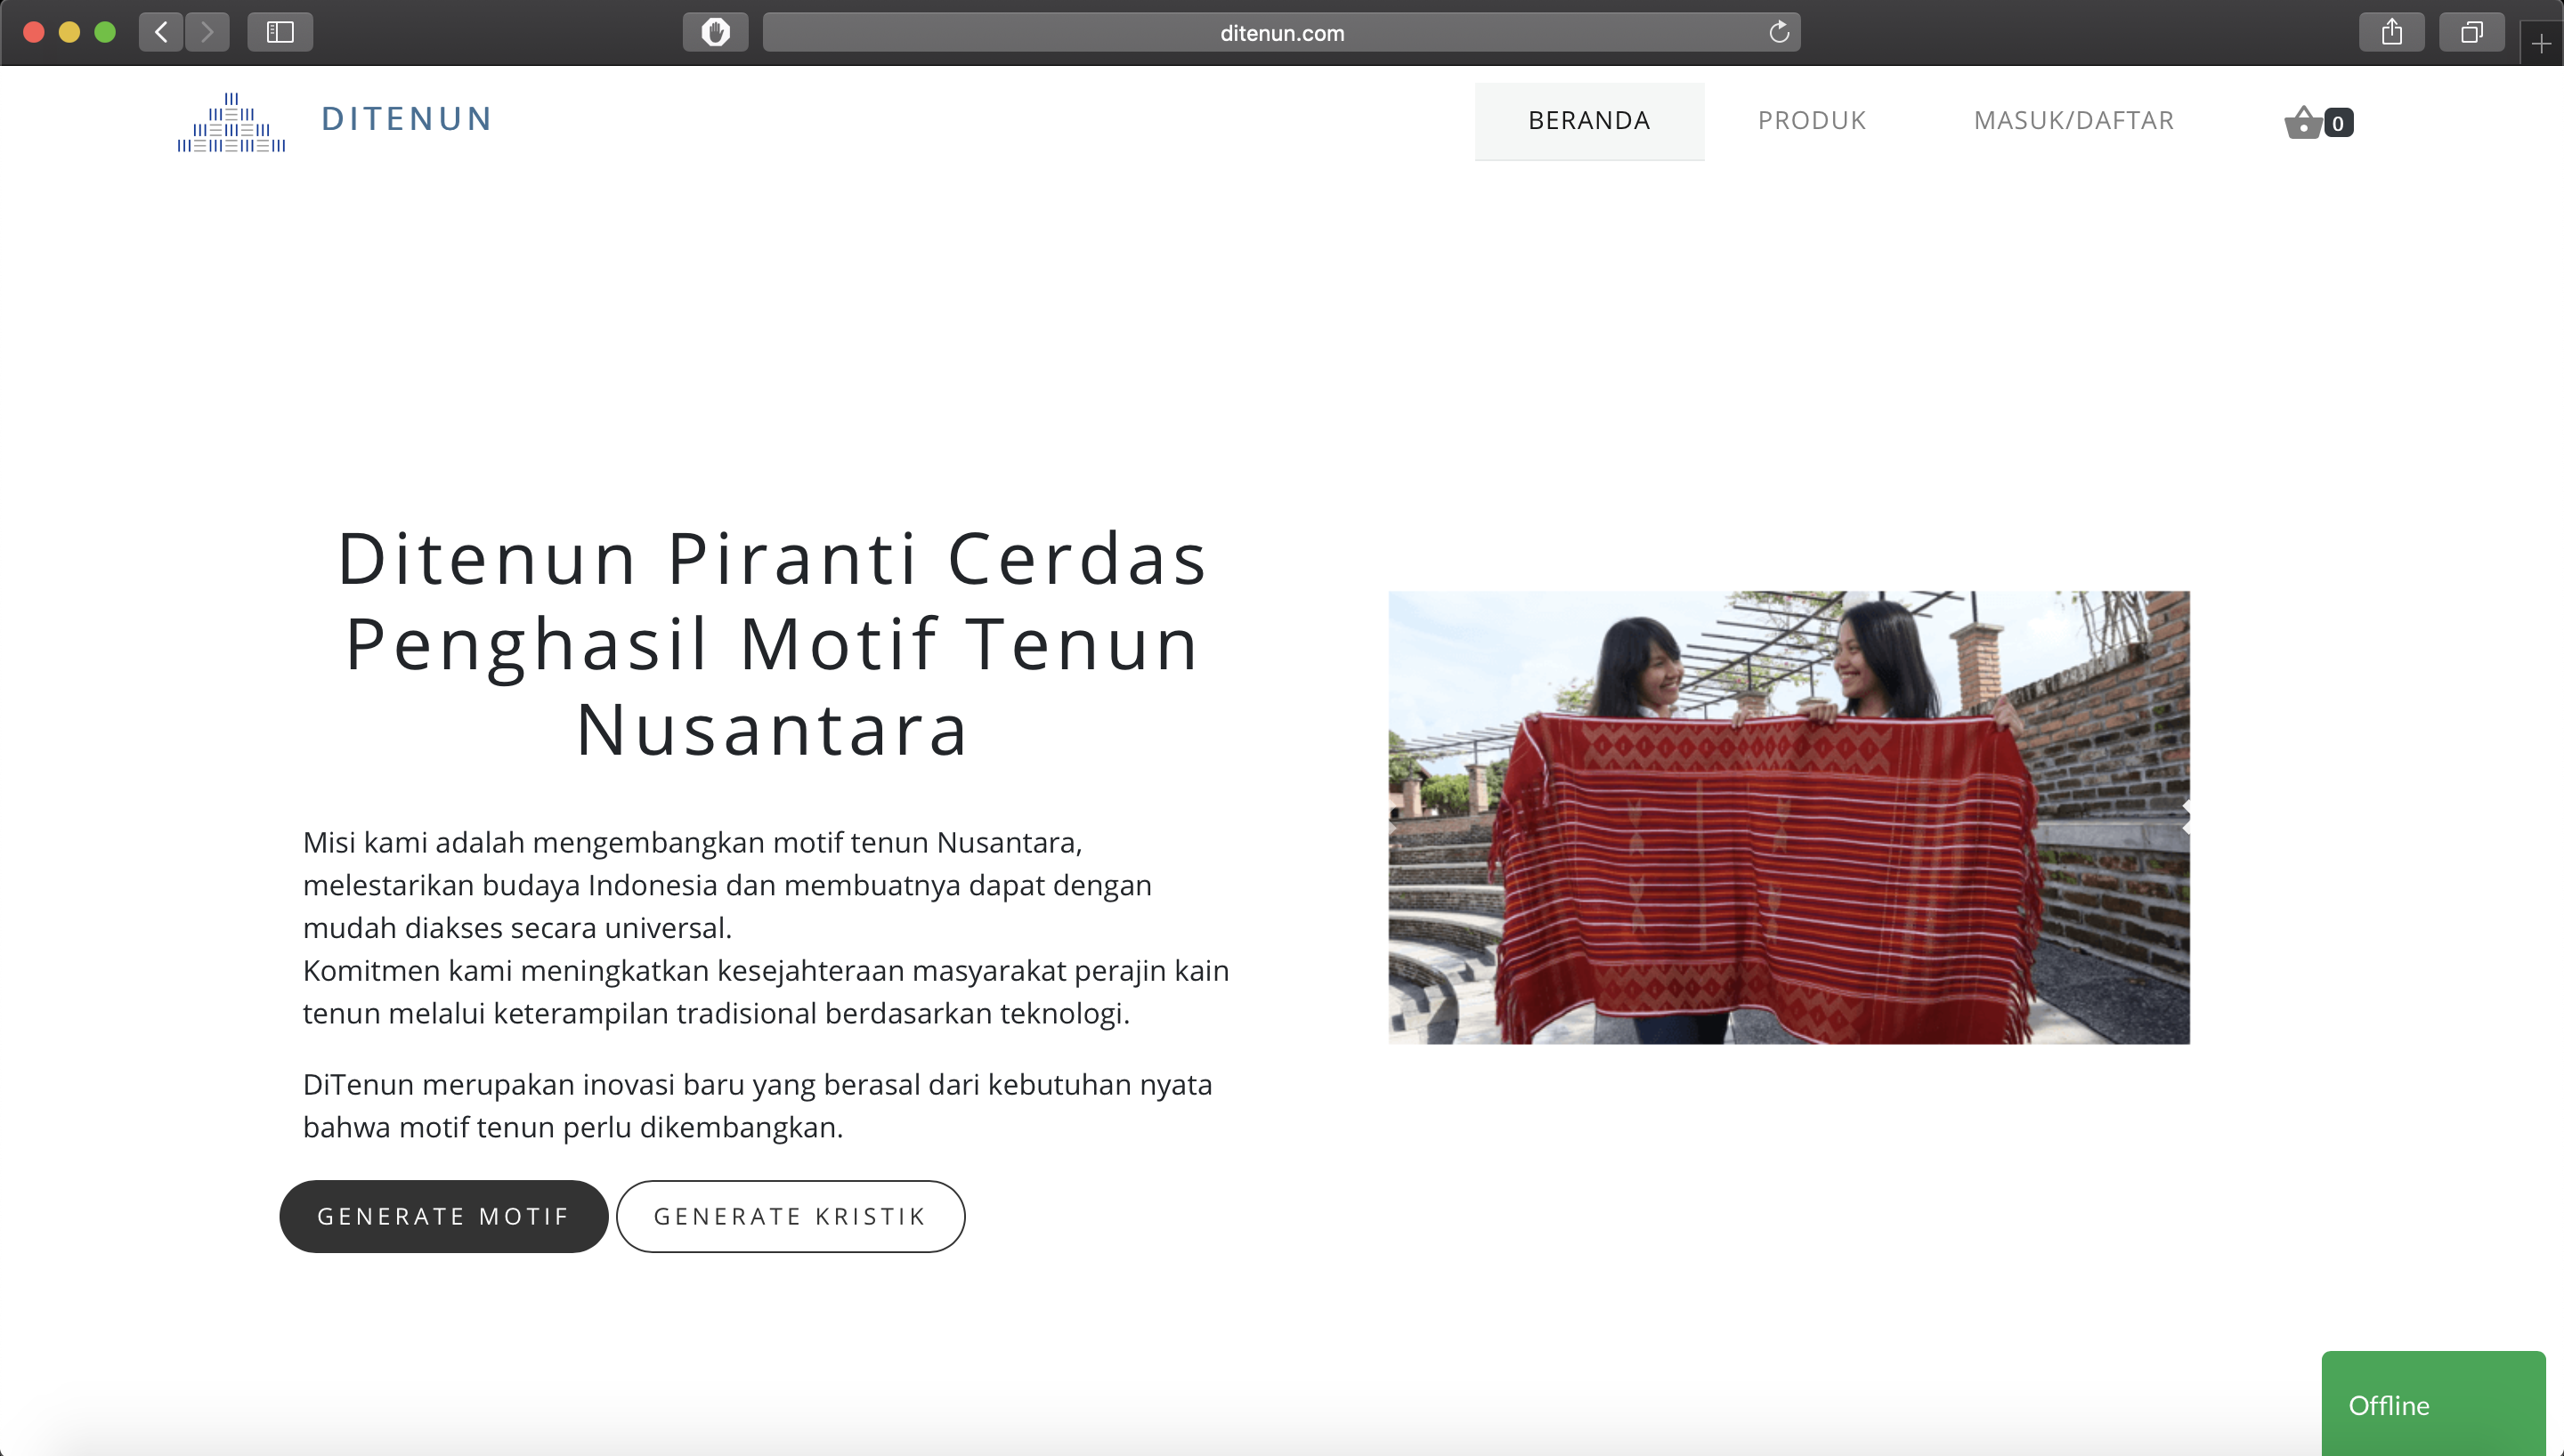 ditenun.com
DITENUN
BERANDA
PRODUK
MASUK/DAFTAR
0
Ditenun Piranti Cerdas
Penghasil Motif Tenun
Nusantara
Misi kami adalah mengembangkan motif tenun Nusantara,
melestarikan budaya Indonesia dan membuatnya dapat dengan
mudah diakses secara universal.
Komitmen kami meningkatkan kesejahteraan masyarakat perajin kain
tenun melalui keterampilan tradisional berdasarkan teknologi.
DiTenun merupakan inovasi baru yang berasal dari kebutuhan nyata
bahwa motif tenun perlu dikembangkan.
GENERATE MOTIF
GENERATE KRISTIK
Offline